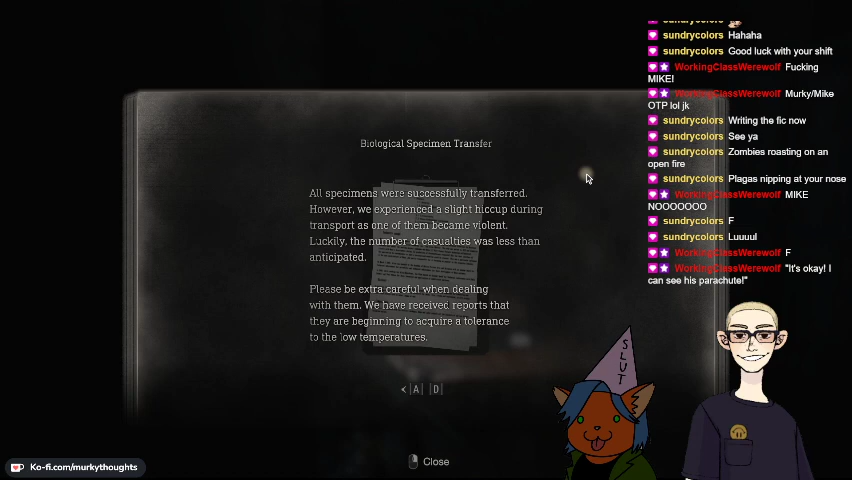 Biological Specimen Transfer
All specimens were successfully transferred.
However, we experienced a slight hiccup during
transport as one of them became violent.
Luckily, the number of casualties was less than
anticipated.
Please be extra careful when dealing
with them. We have received reports that
they are beginning to acquire a tolerance
to the low temperatures.
<|A| |D|
Close
Ko-fi.com/murkythoughts
sundrycolors Hahaha
sundrycolors Good luck with your shift
WorkingClassWerewolf Fucking
MIKE!
WorkingClassWerewolf Murky/Mike
OTP lol jk
sundrycolors Writing the fic now
sundrycolors See ya
sundrycolors Zombies roasting on an
open fire
sundrycolors Plagas nipping at your nose
WorkingClassWerewolf MIKE
NOOOOOOO
sundrycolors F
sundrycolors Luuuul
WorkingClassWerewolf F
WorkingClassWerewolf "It's okay! I
can see his parachute!"
SLUT